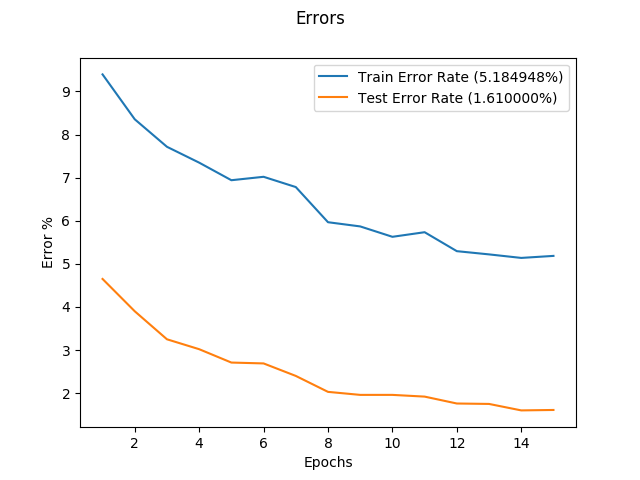 Errors
Train Error Rate (5.184948%)
Test Error Rate (1.610000%)
Error %
9
8
7
6
5
4
3
2
2 4 6 8 10 12 14
Epochs